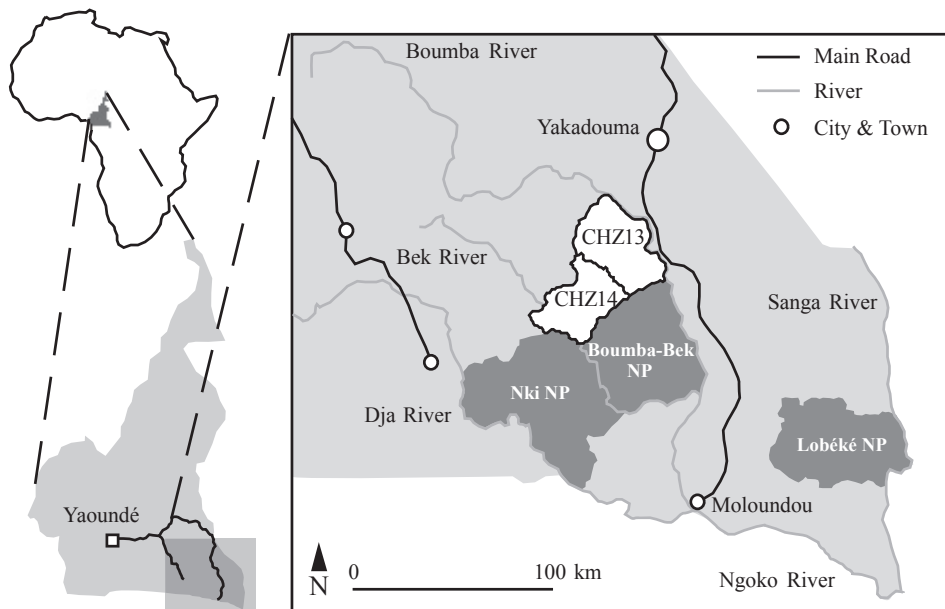 Boumba River
Main Road
River
City & Town
Yakadouma
CHZ13
Bek River
CHZ14
Sanga River
Boumba-Bek
NP
Nki NP
Dja River
Lobéké NP
Yaoundé
Moloundou
N
0
100 km
Ngoko River